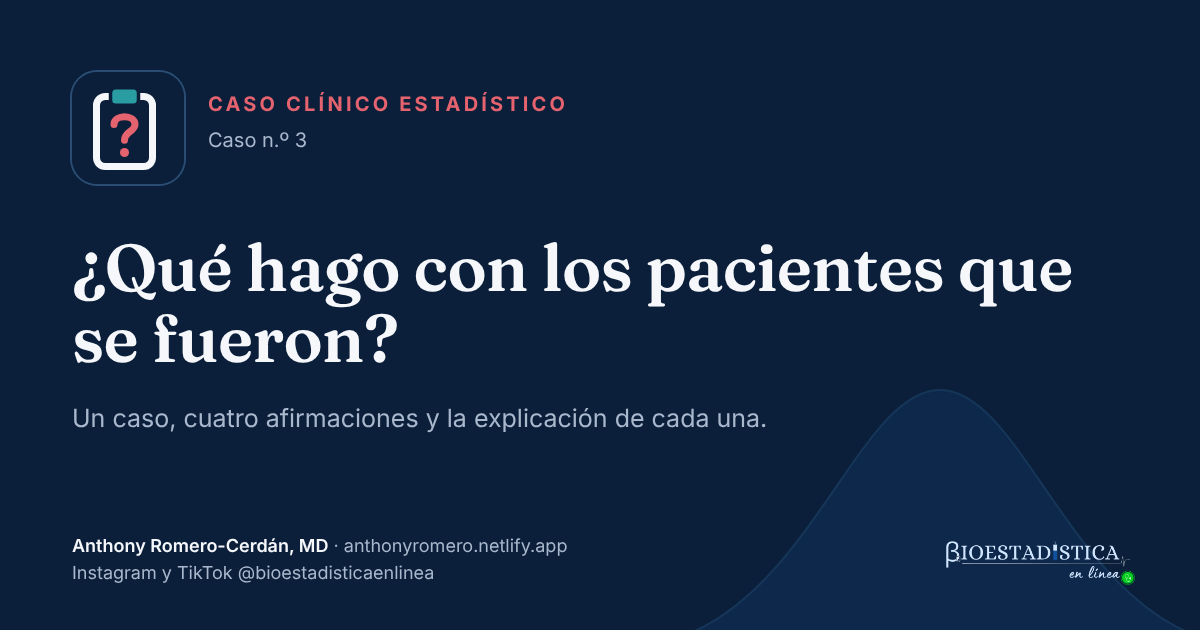 CASO CLÍNICO ESTADÍSTICO
Caso n.º 3
¿Qué hago con los pacientes que
se fueron?
Un caso, cuatro afirmaciones y la explicación de cada una.
Anthony Romero-Cerdán, MD · anthonyromero.netlify.app
Instagram y TikTok @bioestadisticaenlinea
βIOESTADÍSTICA
en línea